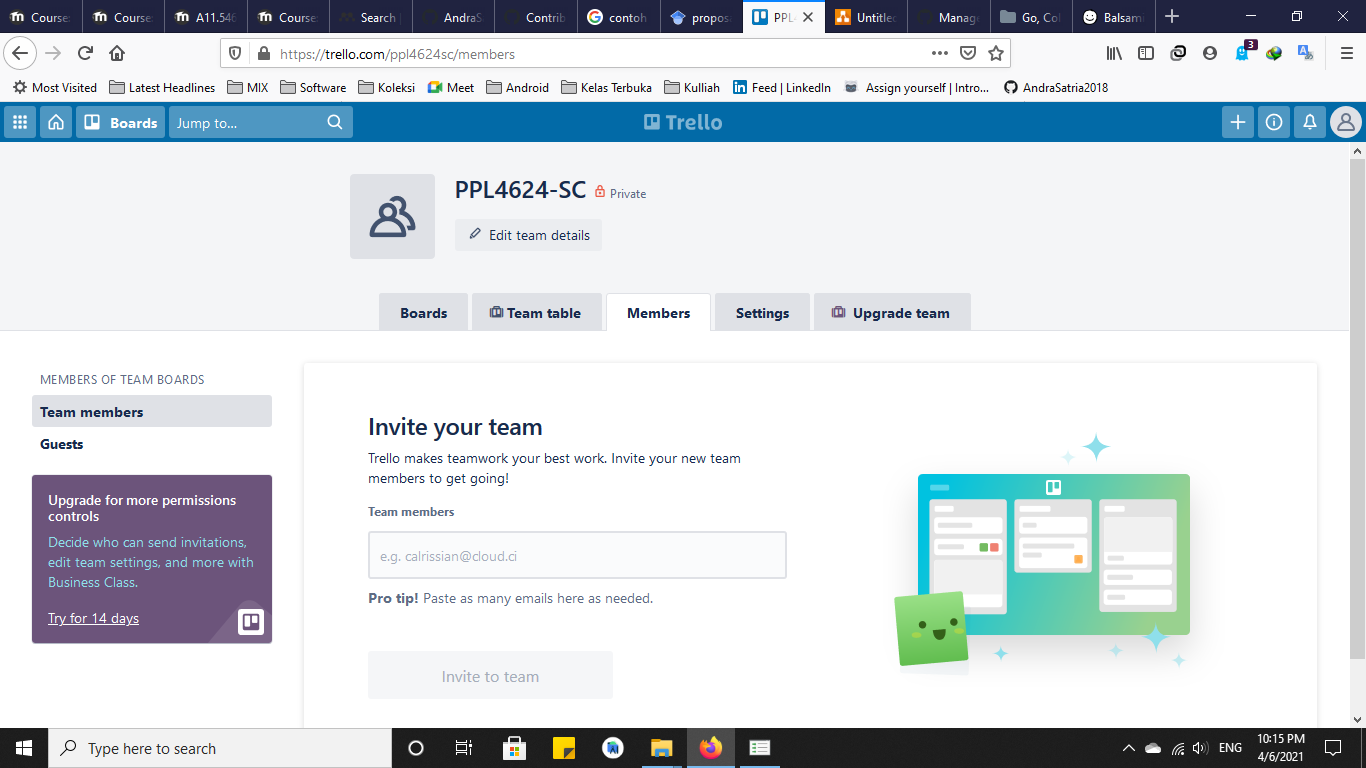 Course:
Course:
A11.546
Course:
Search |
AndraS
Contrib
contoh
propos
PPL4
Untitled
Manage
Go, Col
Balsami
https://trello.com/ppl4624sc/members
3
Most Visited
Latest Headlines
MIX
Software
Koleksi
Meet
Android
Kelas Terbuka
Kulliah
Feed | LinkedIn
Assign yourself | Intro...
AndraSatria2018
Boards
Jump to...
Trello
PPL4624-SC
Private
Edit team details
Boards
Team table
Members
Settings
Upgrade team
MEMBERS OF TEAM BOARDS
Team members
Guests
Upgrade for more permissions
controls
Decide who can send invitations,
edit team settings, and more with
Business Class.
Try for 14 days
Invite your team
Trello makes teamwork your best work. Invite your new team
members to get going!
Team members
e.g. calrissian@cloud.ci
Pro tip! Paste as many emails here as needed.
Invite to team
Type here to search
ENG
10:15 PM
4/6/2021